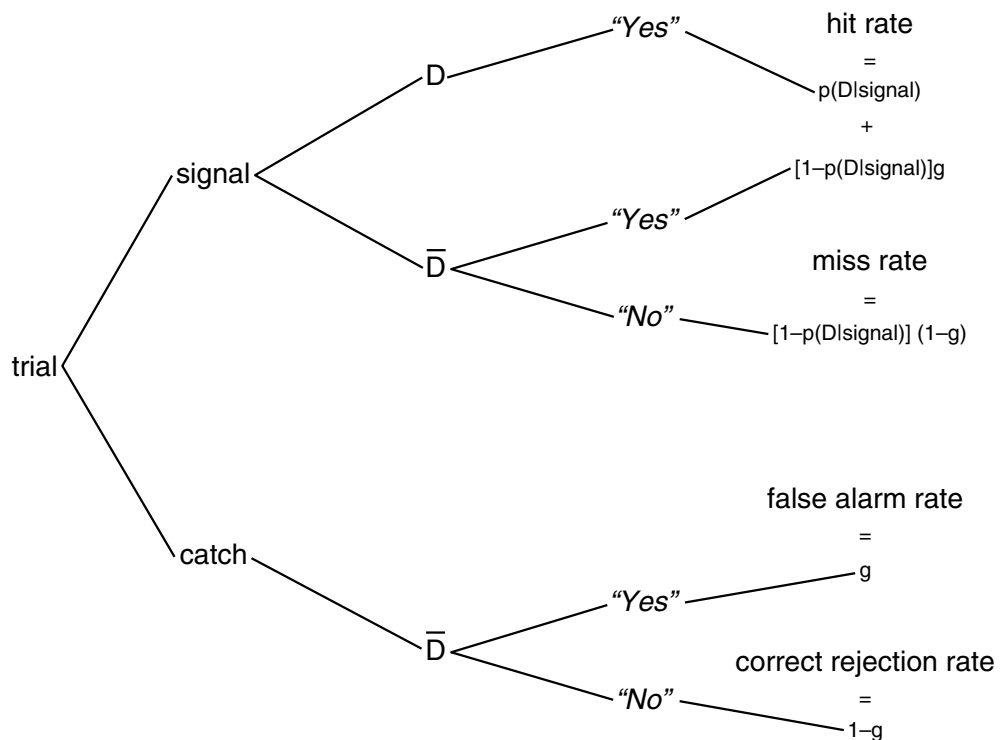 “Yes”
hit rate
=
D
p(D|signal)
+
signal
[1–p(D|signal)]g
“Yes”
D̅
miss rate
=
“No”
[1–p(D|signal)] (1–g)
trial
false alarm rate
=
catch
g
“Yes”
D̅
correct rejection rate
“No”
=
1–g